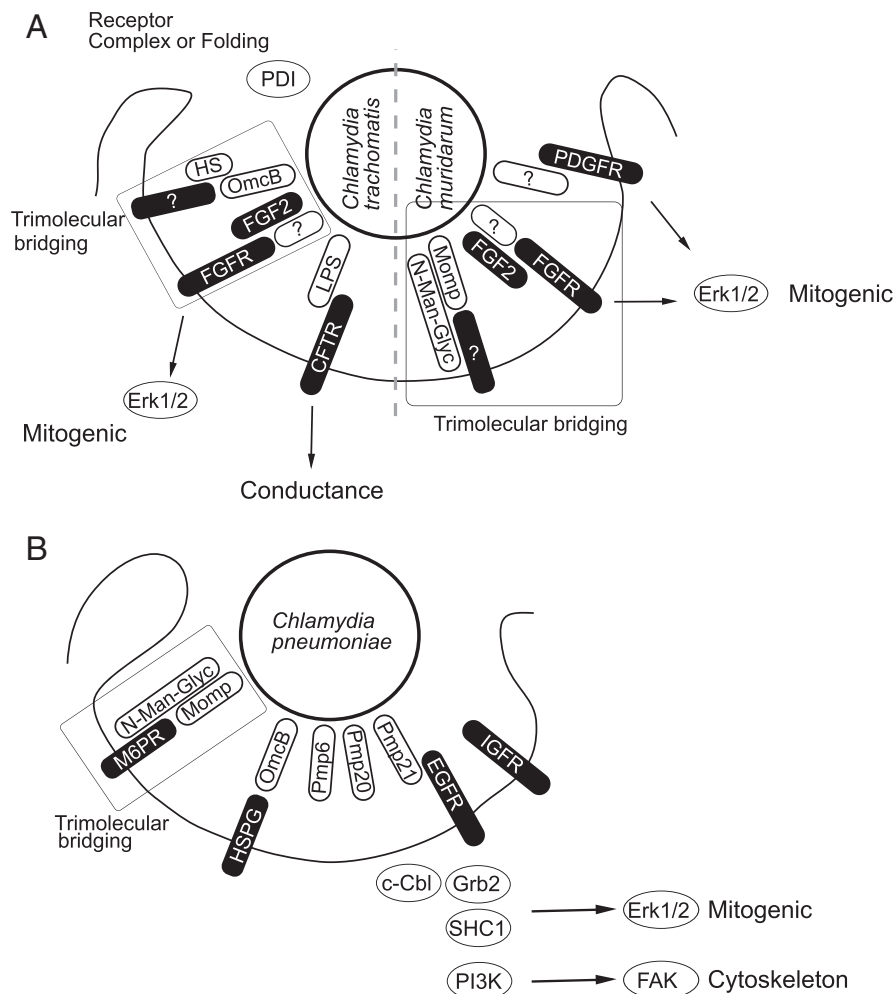 A
Receptor
Complex or Folding
PDI
Chlamydia
trachomatis
Chlamydia
muridarum
HS
OmcB
?
FGF2
?
FGFR
Trimolecular
bridging
LPS
CFTR
Momp
N-Man-Glyc
?
?
FGF2
FGFR
?
PDGFR
Erk1/2
Mitogenic
Trimolecular bridging
Erk1/2
Mitogenic
Conductance
B
Chlamydia
pneumoniae
N-Man-Glyc
Momp
M6PR
Trimolecular
bridging
OmcB
HSPG
Pmp6
Pmp20
Pmp21
EGFR
IGFR
c-Cbl
Grb2
SHC1
Erk1/2
Mitogenic
PI3K
FAK
Cytoskeleton